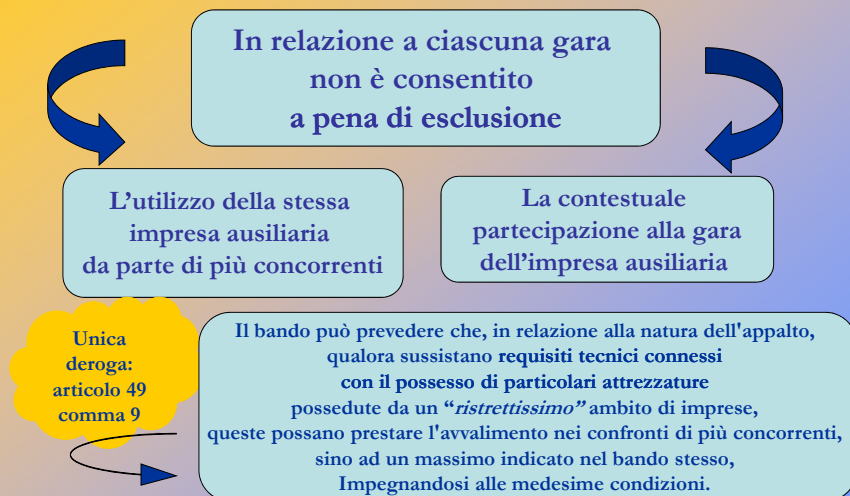 In relazione a ciascuna gara
non è consentito
a pena di esclusione
L'utilizzo della stessa
impresa ausiliaria
da parte di più concorrenti
La contestuale
partecipazione alla gara
dell'impresa ausiliaria
Unica
deroga:
articolo 49
comma 9
Il bando può prevedere che, in relazione alla natura dell'appalto,
qualora sussistano requisiti tecnici connessi
con il possesso di particolari attrezzature
possedute da un "ristrettissimo" ambito di imprese,
queste possano prestare l'avvalimento nei confronti di più concorrenti,
sino ad un massimo indicato nel bando stesso,
Impegnandosi alle medesime condizioni.